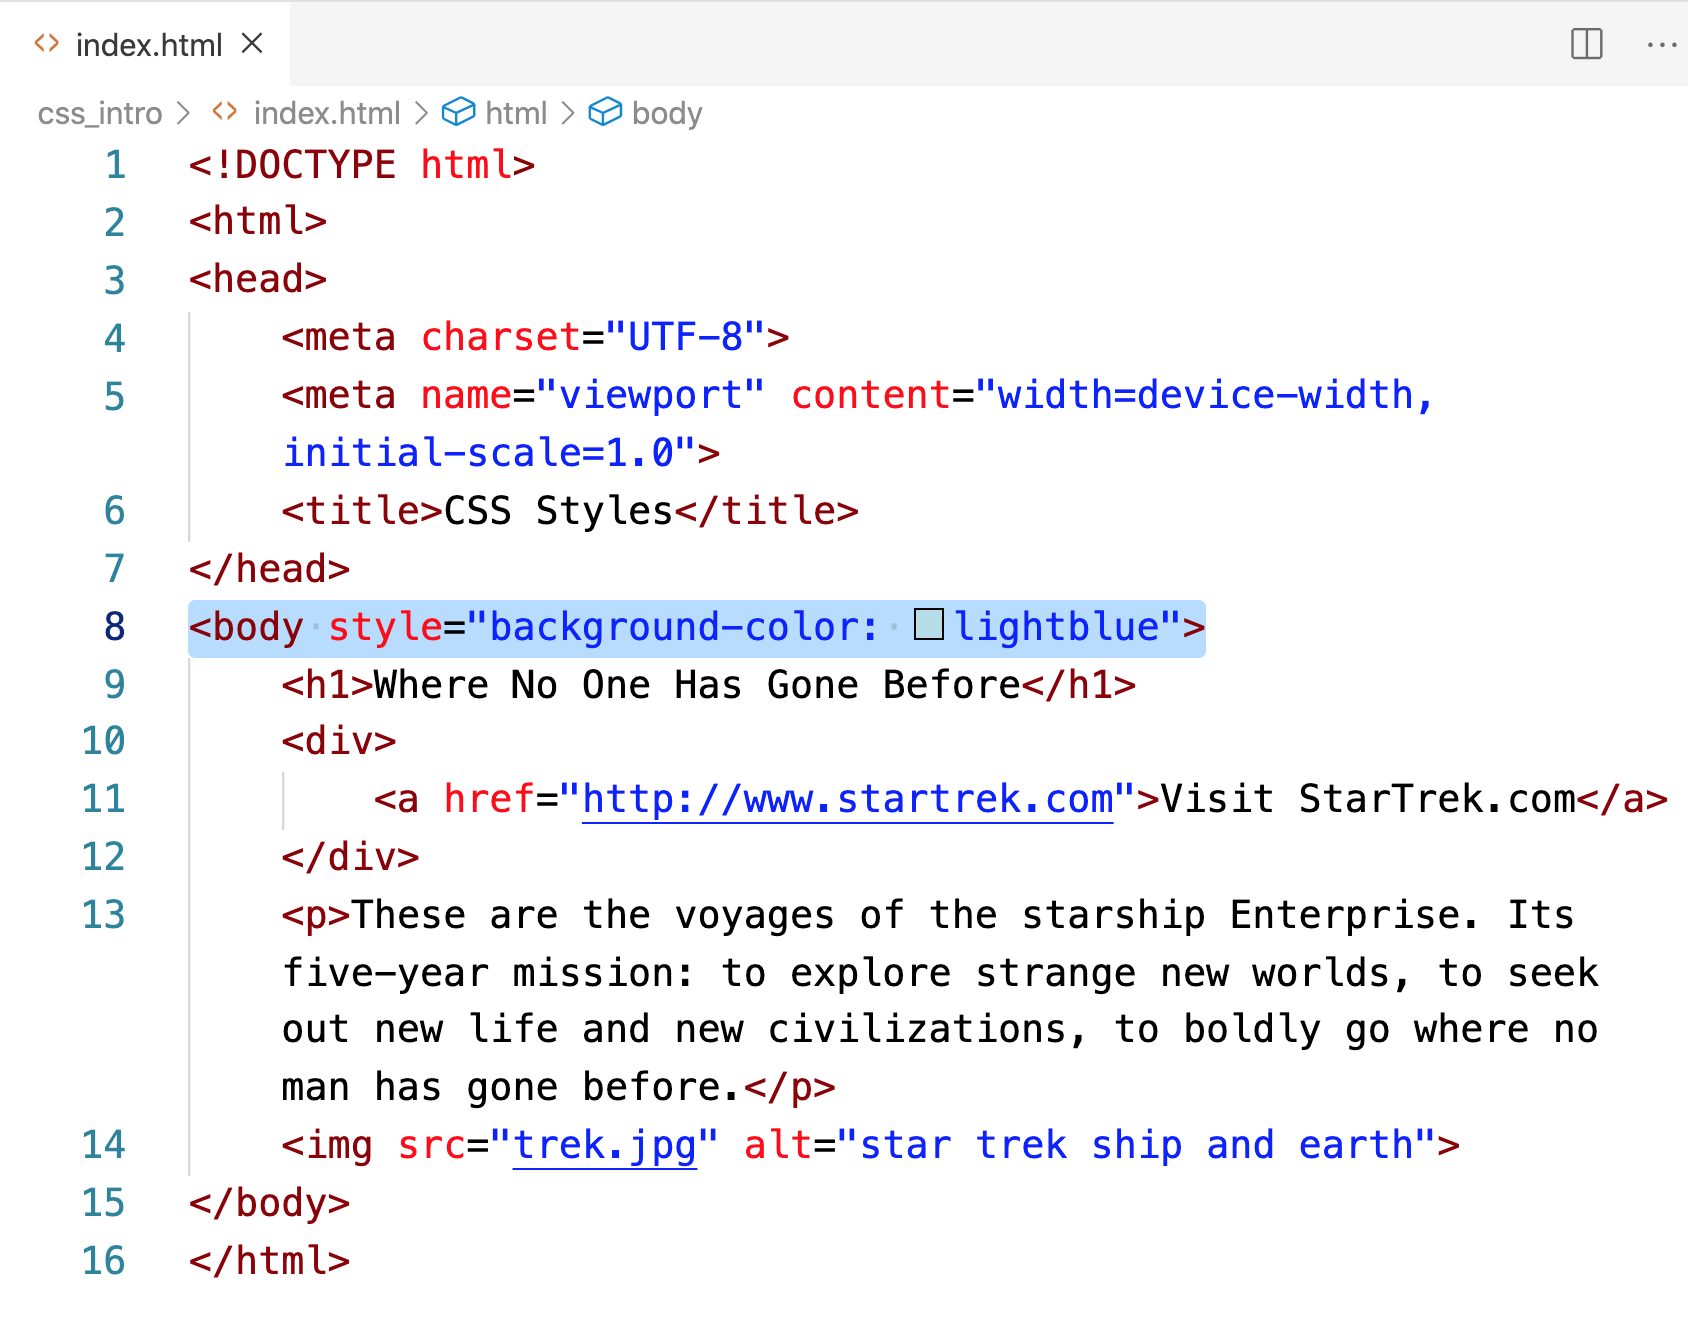 index.html
css_intro > index.html > html > body
1 <!DOCTYPE html>
2 <html>
3 <head>
4 <meta charset="UTF-8">
5 <meta name="viewport" content="width=device-width,
initial-scale=1.0">
6 <title>CSS Styles</title>
7 </head>
8 <body style="background-color: lightblue">
9 <h1>Where No One Has Gone Before</h1>
10 <div>
11 <a href="http://www.startrek.com">Visit StarTrek.com</a>
12 </div>
13 <p>These are the voyages of the starship Enterprise. Its
five-year mission: to explore strange new worlds, to seek
out new life and new civilizations, to boldly go where no
man has gone before.</p>
14 <img src="trek.jpg" alt="star trek ship and earth">
15 </body>
16 </html>